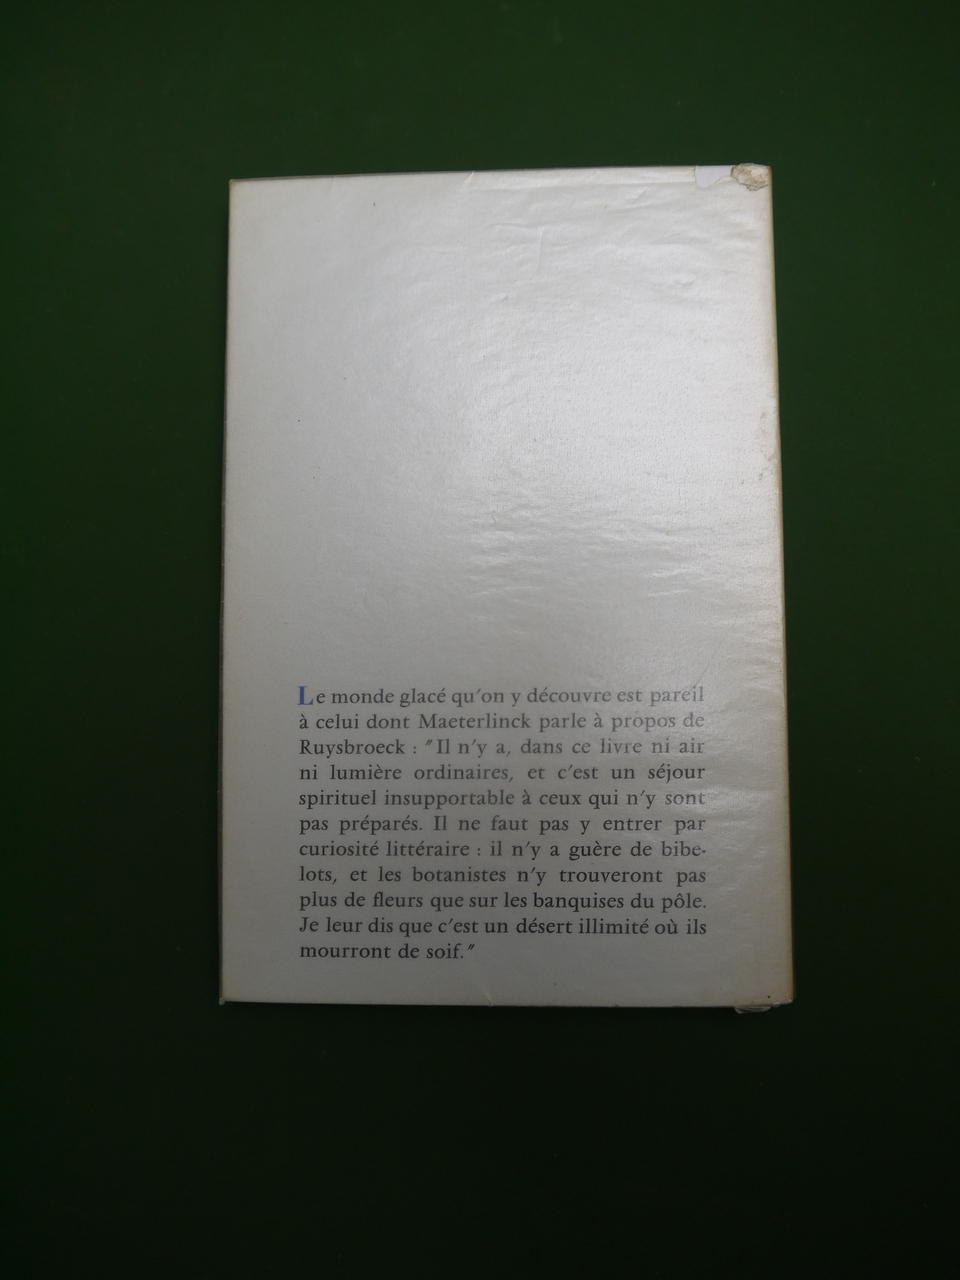 Le monde glacé qu'on y découvre est pareil
à celui dont Maeterlinck parle à propos de
Ruysbroeck : "Il n'y a, dans ce livre ni air
ni lumière ordinaires, et c'est un séjour
spirituel insupportable à ceux qui n'y sont
pas préparés. Il ne faut pas y entrer par
curiosité littéraire : il n'y a guère de bibe-
lots, et les botanistes n'y trouveront pas
plus de fleurs que sur les banquises du pôle.
Je leur dis que c'est un désert illimité où ils
mourront de soif."